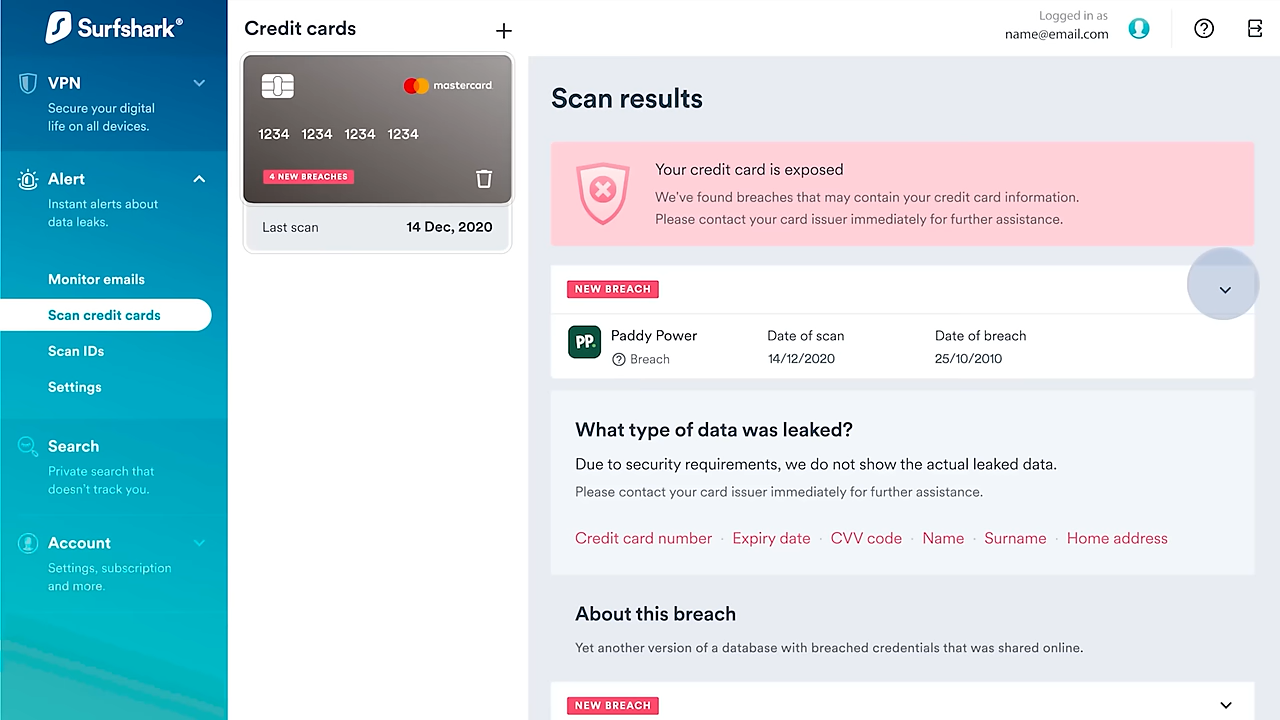 Surfshark®
VPN
Secure your digital
life on all devices.
Alert
Instant alerts about
data leaks.
Monitor emails
Scan credit cards
Scan IDs
Settings
Search
Private search that
doesn't track you.
Account
Settings, subscription
and more.
Credit cards
mastercard
1234 1234 1234 1234
4 NEW BREACHES
Last scan 14 Dec, 2020
Logged in as
name@email.com
Scan results
Your credit card is exposed
We've found breaches that may contain your credit card information.
Please contact your card issuer immediately for further assistance.
NEW BREACH
PP.
Paddy Power Date of scan Date of breach
Breach 14/12/2020 25/10/2010
What type of data was leaked?
Due to security requirements, we do not show the actual leaked data.
Please contact your card issuer immediately for further assistance.
Credit card number · Expiry date · CVV code · Name · Surname · Home address
About this breach
Yet another version of a database with breached credentials that was shared online.
NEW BREACH